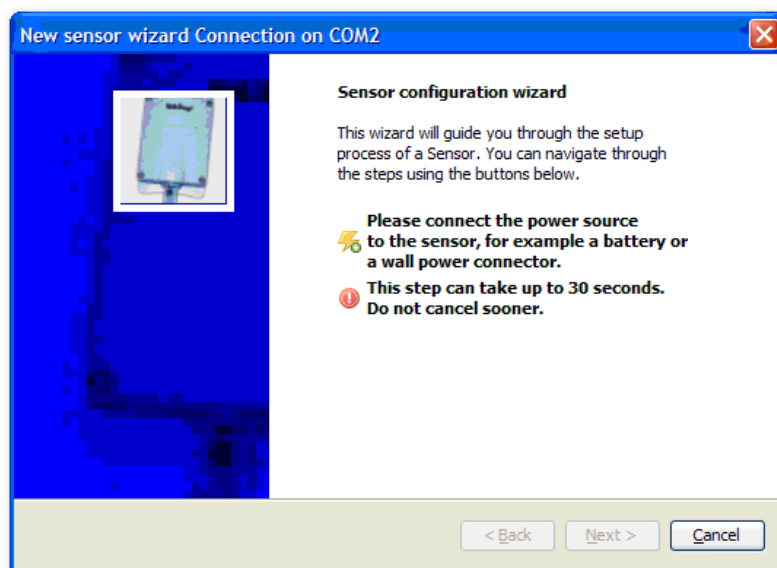 New sensor wizard Connection on COM2
Sensor configuration wizard
This wizard will guide you through the setup
process of a Sensor. You can navigate through
the steps using the buttons below.
Please connect the power source
to the sensor, for example a battery or
a wall power connector.
This step can take up to 30 seconds.
Do not cancel sooner.
< Back
Next >
Cancel